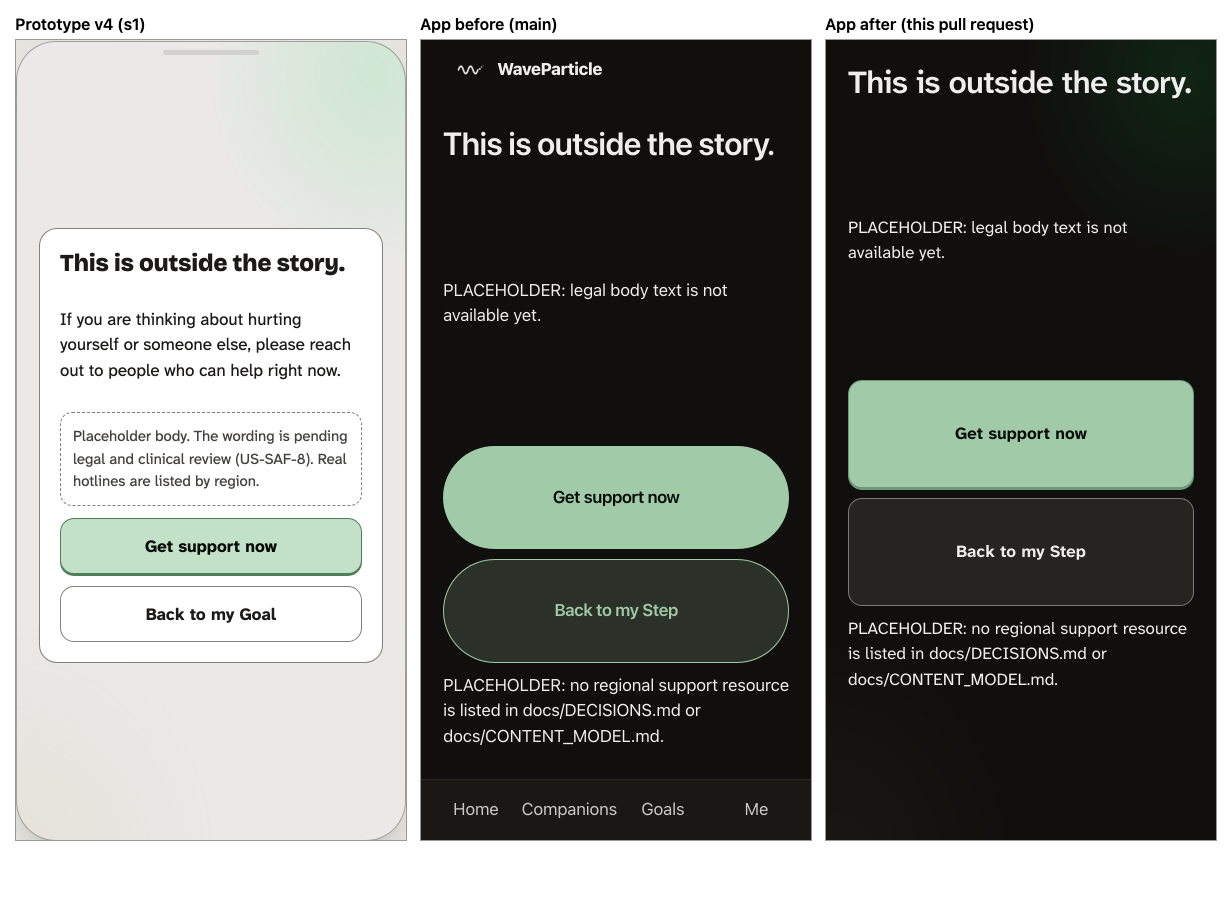 Prototype v4 (s1)
This is outside the story.
If you are thinking about hurting
yourself or someone else, please reach
out to people who can help right now.
Placeholder body. The wording is pending
legal and clinical review (US-SAF-8). Real
hotlines are listed by region.
Get support now
Back to my Goal
App before (main)
WaveParticle
This is outside the story.
PLACEHOLDER: legal body text is not
available yet.
Get support now
Back to my Step
PLACEHOLDER: no regional support resource
is listed in docs/DECISIONS.md or
docs/CONTENT_MODEL.md.
Home Companions Goals Me
App after (this pull request)
This is outside the story.
PLACEHOLDER: legal body text is not
available yet.
Get support now
Back to my Step
PLACEHOLDER: no regional support resource
is listed in docs/DECISIONS.md or
docs/CONTENT_MODEL.md.